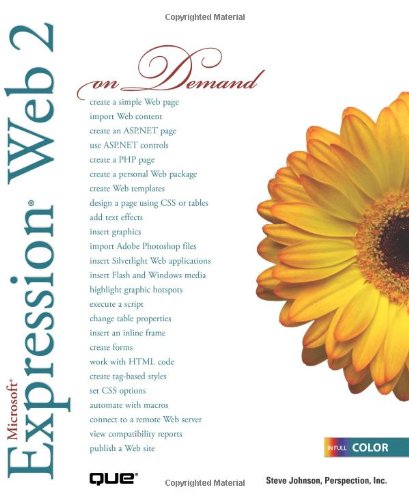 Copyrighted Material
Microsoft®
Expression® Web 2
on Demand
create a simple Web page
import Web content
create an ASP.NET page
use ASP.NET controls
create a PHP page
create a personal Web package
create Web templates
design a page using CSS or tables
add text effects
insert graphics
import Adobe Photoshop files
insert Silverlight Web applications
insert Flash and Windows media
highlight graphic hotspots
execute a script
change table properties
insert an inline frame
create forms
work with HTML code
create tag-based styles
set CSS options
automate with macros
connect to a remote Web server
view compatibility reports
publish a Web site
IN FULL COLOR
que®
Copyrighted Material
Steve Johnson, Perspection, Inc.